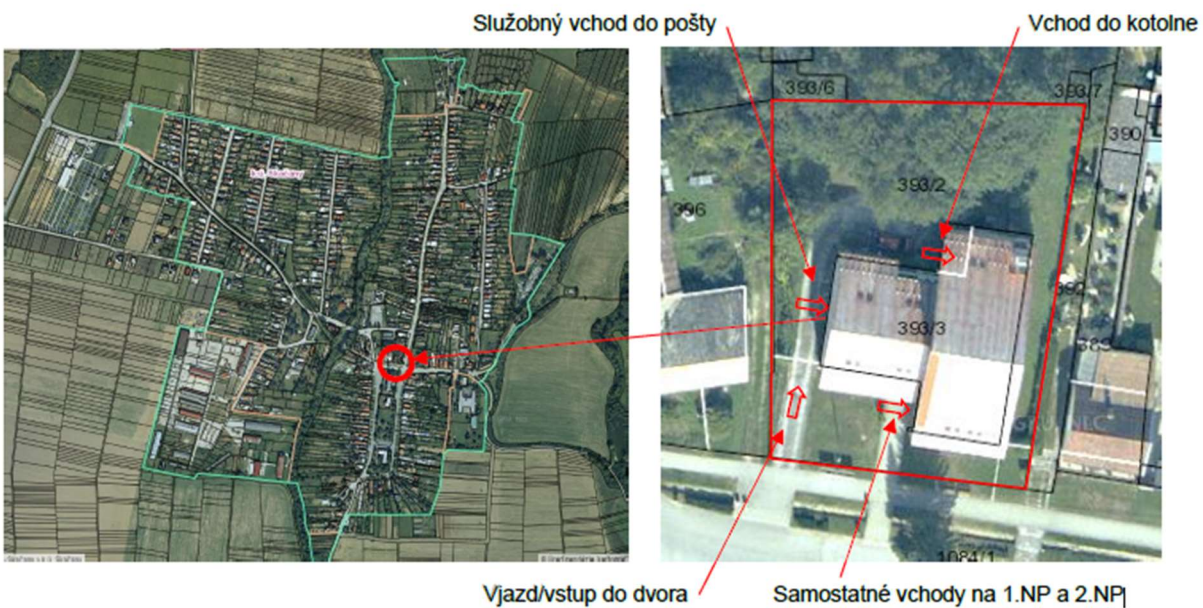 Služobný vchod do pošty
Vchod do kotolne
393/6
393/7
390
393/2
396
393/3
1084/1
Vjazd/vstup do dvora
Samostatné vchody na 1.NP a 2.NP